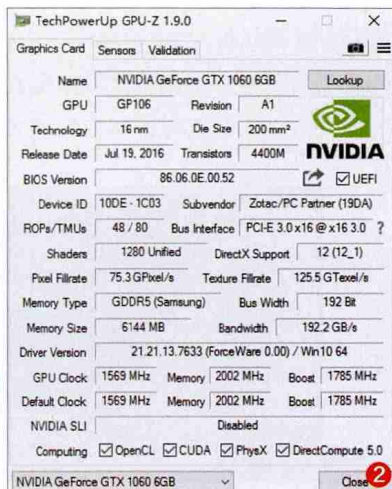 TechPowerUp GPU-Z 1.9.0
Graphics Card Sensors Validation
Name NVIDIA GeForce GTX 1060 6GB Lookup
GPU GP106 Revision A1
Technology 16 nm Die Size 200 mm²
Release Date Jul 19, 2016 Transistors 4400M NVIDIA
BIOS Version 86.06.0E.00.52 UEFI
Device ID 10DE - 1C03 Subvendor Zotac/PC Partner (19DA)
ROPs/TMUs 48 / 80 Bus Interface PCI-E 3.0 x16 @ x16 3.0 ?
Shaders 1280 Unified DirectX Support 12 (12_1)
Pixel Fillrate 75.3 GPixel/s Texture Fillrate 125.5 GTexel/s
Memory Type GDDR5 (Samsung) Bus Width 192 Bit
Memory Size 6144 MB Bandwidth 192.2 GB/s
Driver Version 21.21.13.7633 (ForceWare 0.00) / Win10 64
GPU Clock 1569 MHz Memory 2002 MHz Boost 1785 MHz
Default Clock 1569 MHz Memory 2002 MHz Boost 1785 MHz
NVIDIA SLI Disabled
Computing OpenCL CUDA PhysX DirectCompute 5.0
NVIDIA GeForce GTX 1060 6GB Close 2